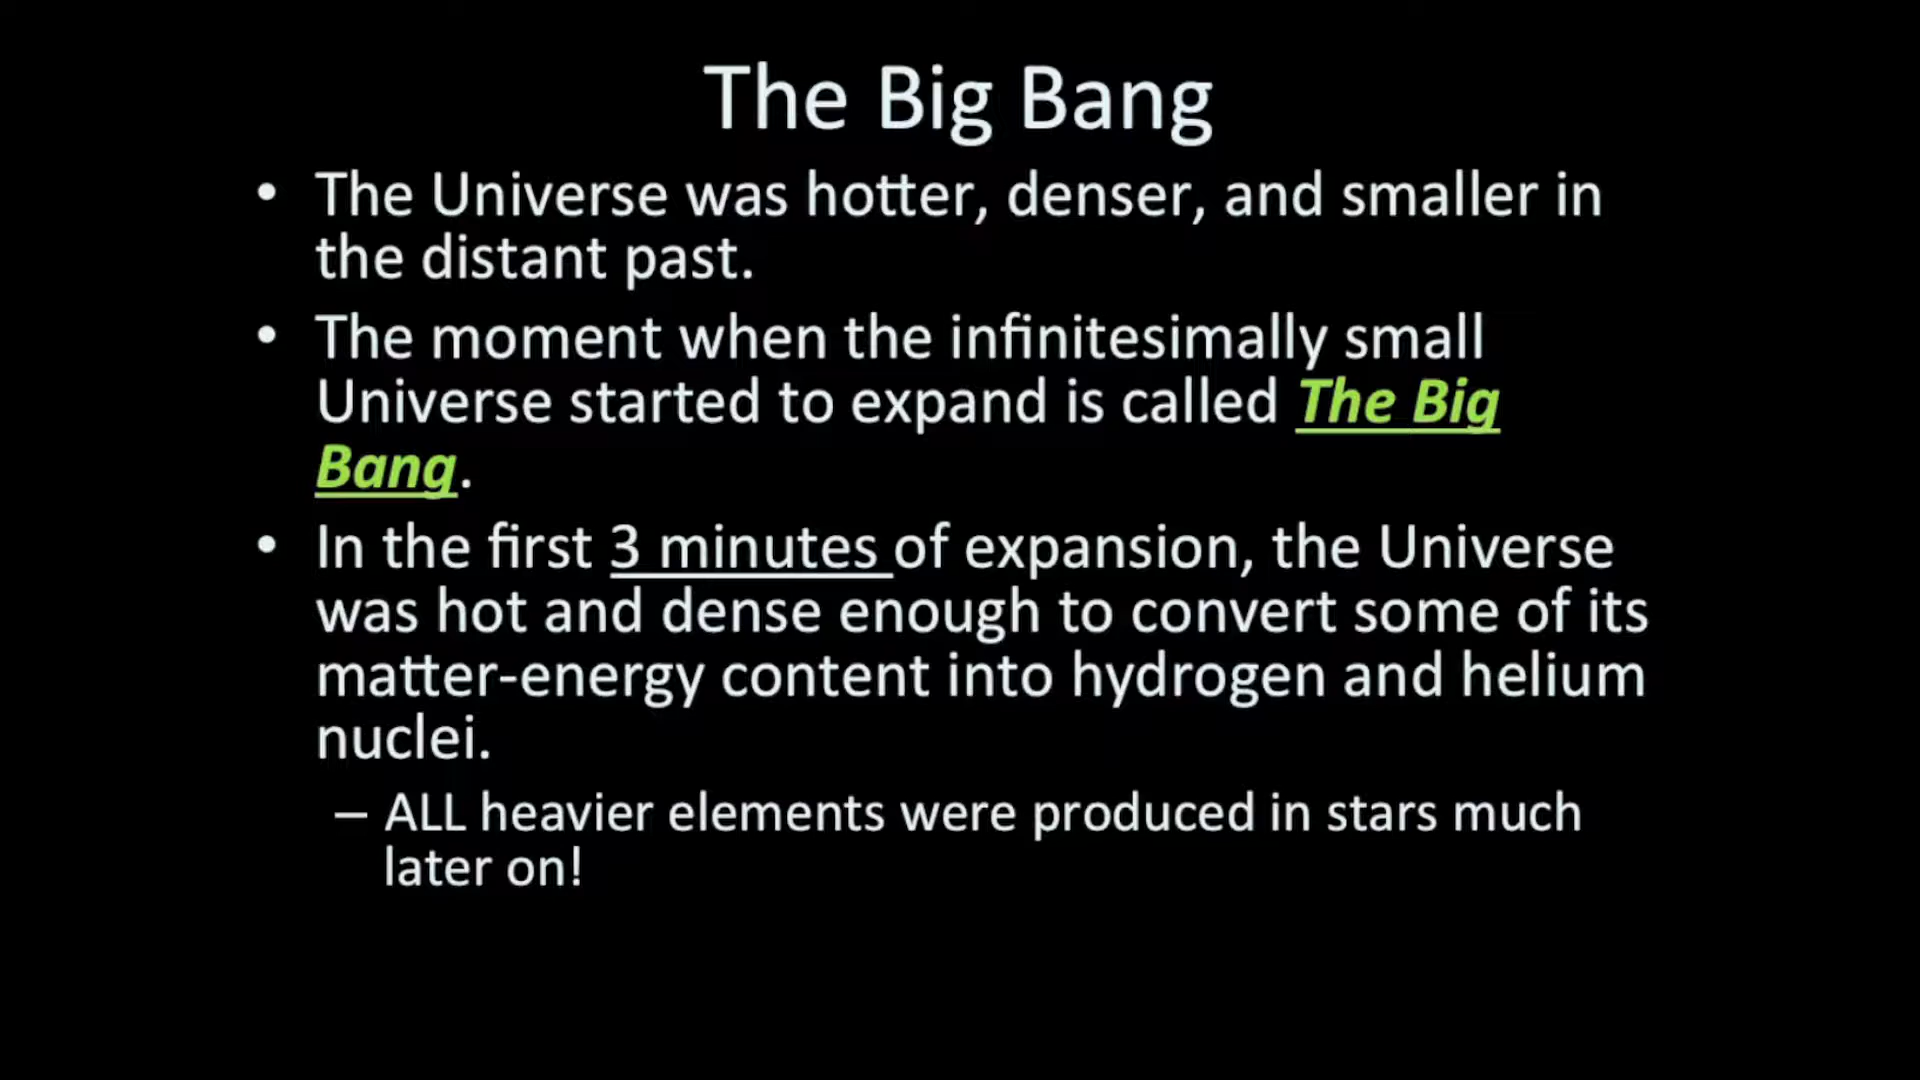 The Big Bang
• The Universe was hotter, denser, and smaller in
the distant past.
• The moment when the infinitesimally small
Universe started to expand is called The Big
Bang.
• In the first 3 minutes of expansion, the Universe
was hot and dense enough to convert some of its
matter-energy content into hydrogen and helium
nuclei.
– ALL heavier elements were produced in stars much
later on!